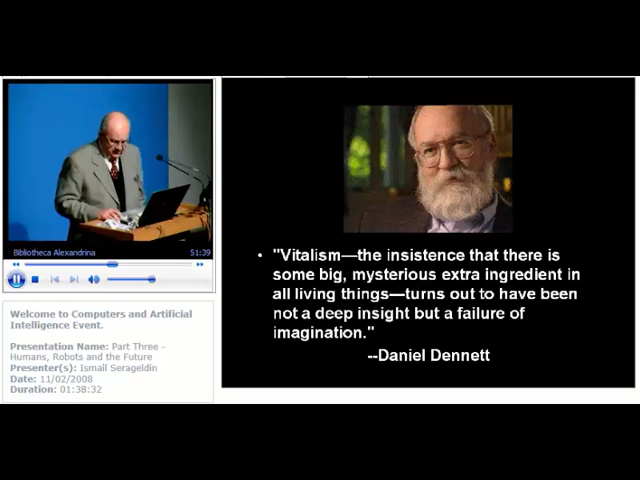 Bibliotheca Alexandrina 51:39
Welcome to Computers and Artificial
Intelligence Event.
Presentation Name: Part Three -
Humans, Robots and the Future
Presenter(s): Ismail Serageldin
Date: 11/02/2008
Duration: 01:38:32
• "Vitalism—the insistence that there is
some big, mysterious extra ingredient in
all living things—turns out to have been
not a deep insight but a failure of
imagination."
--Daniel Dennett